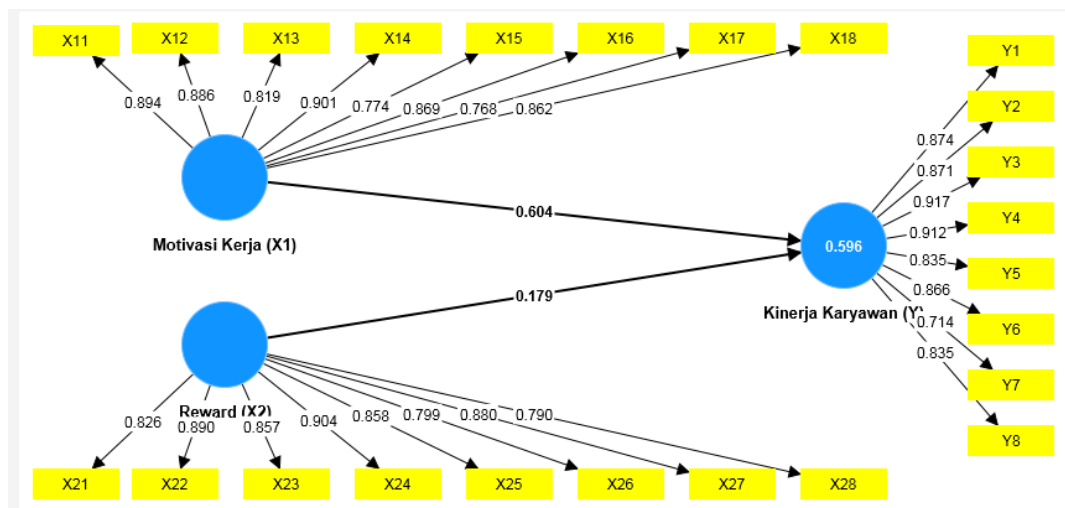 X11 X12 X13 X14 X15 X16 X17 X18
0.894 0.886 0.819 0.901 0.774 0.869 0.768 0.862
Motivasi Kerja (X1)
0.604
0.179
Reward (X2)
0.826 0.890 0.857 0.904 0.858 0.799 0.880 0.790
X21 X22 X23 X24 X25 X26 X27 X28
0.596
Kinerja Karyawan (Y)
0.874
0.871
0.917
0.912
0.835
0.866
0.714
0.835
Y1
Y2
Y3
Y4
Y5
Y6
Y7
Y8